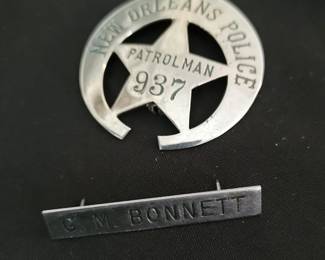 NEW ORLEANS POLICE
PATROLMAN
937
G. M. BONNETT